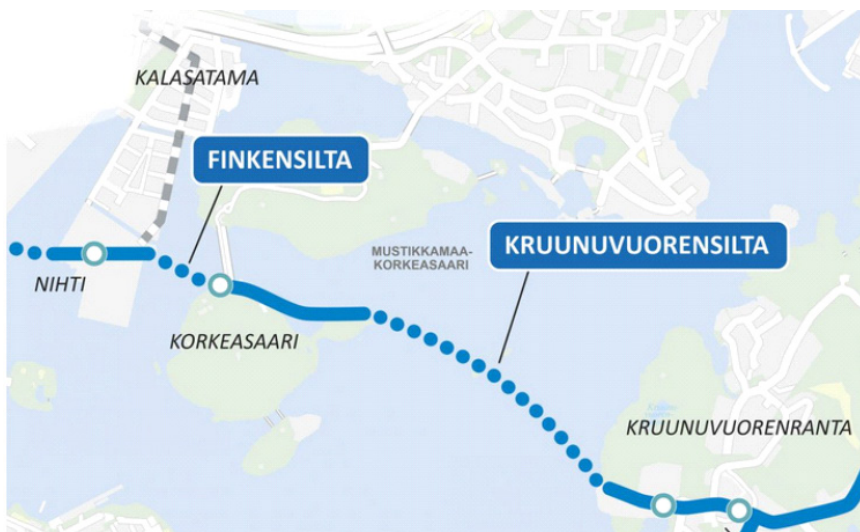 KALASATAMA
FINKENSILTA
MUSTIKKAMAA-
KORKEASAARI
KRUUNUVUORENSILTA
NIHTI
KORKEASAARI
KRUUNUVUORENRANTA